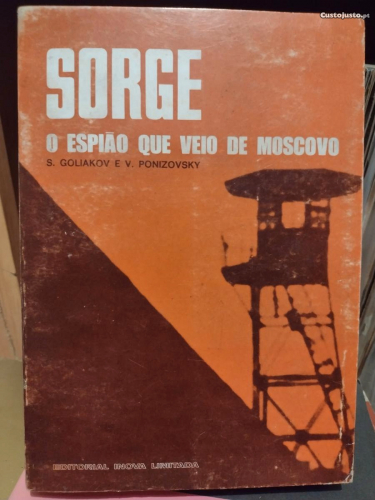 Custojusto.pt
SORGE
O ESPIÃO QUE VEIO DE MOSCOVO
S. GOLIAKOV E V. PONIZOVSKY
EDITORIAL INOVA LIMITADA